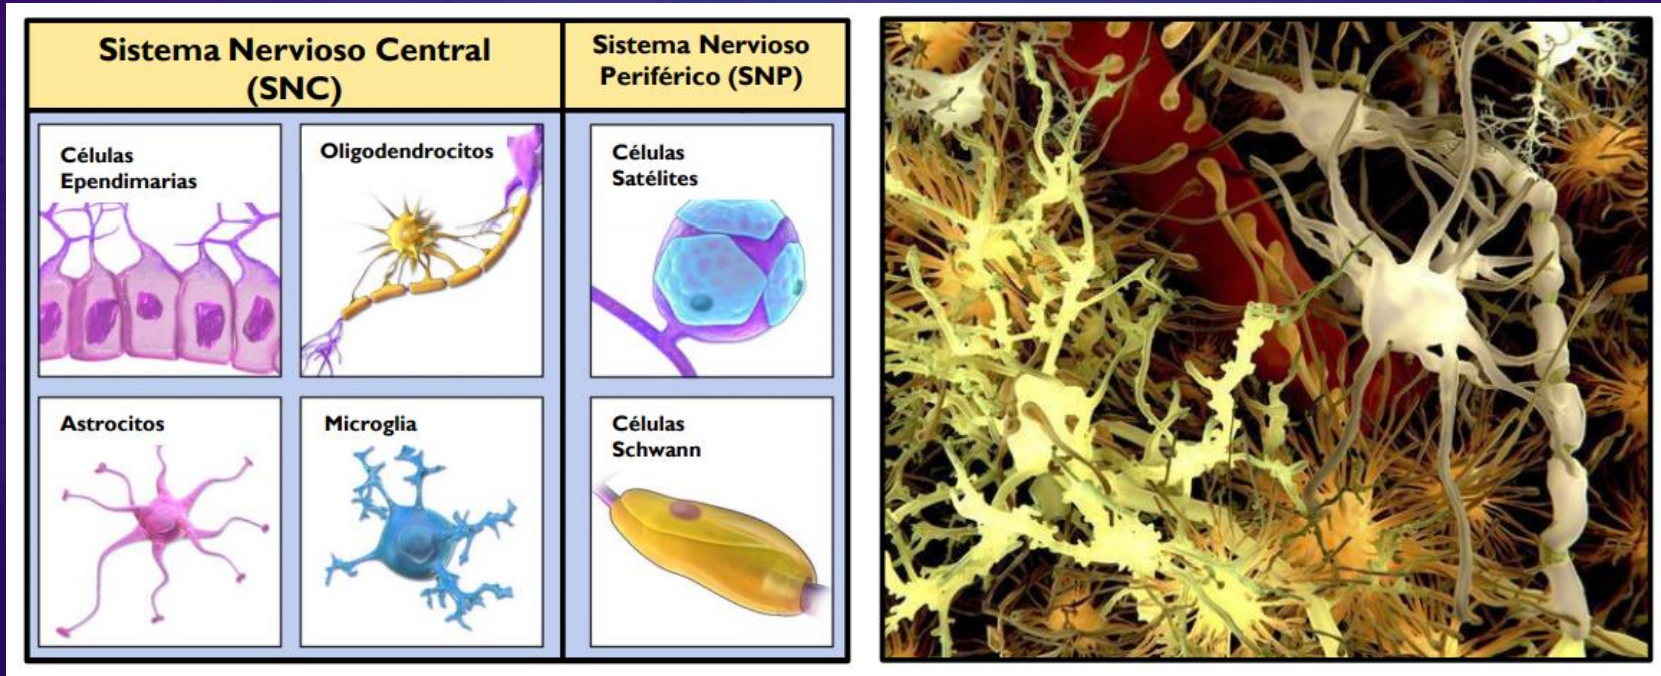 Sistema Nervioso Central
(SNC)
Sistema Nervioso
Periférico (SNP)
Células
Ependimarias
Oligodendrocitos
Células
Satélites
Astrocitos
Microglia
Células
Schwann